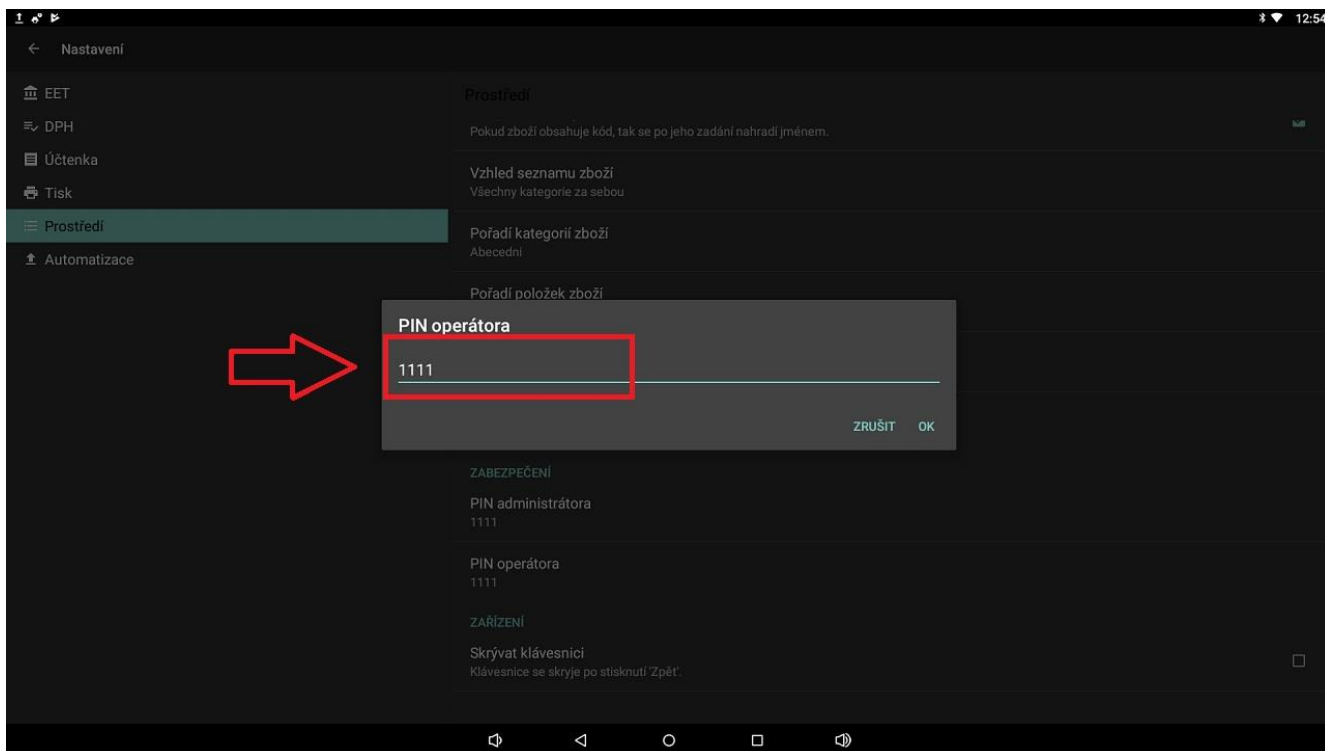 12:54
Nastavení
EET
DPH
Účtenka
Tisk
Prostředí
Automatizace
Prostředí
Pokud zboží obsahuje kód, tak se po jeho zadání nahradí jménem.
Vzhled seznamu zboží
Všechny kategorie za sebou
Pořadí kategorií zboží
Abecední
Pořadí položek zboží
PIN operátora
1111
ZRUŠIT OK
ZABEZPEČENÍ
PIN administrátora
1111
PIN operátora
1111
ZAŘÍZENÍ
Skrývat klávesnici
Klávesnice se skryje po stisknutí 'Zpět'.